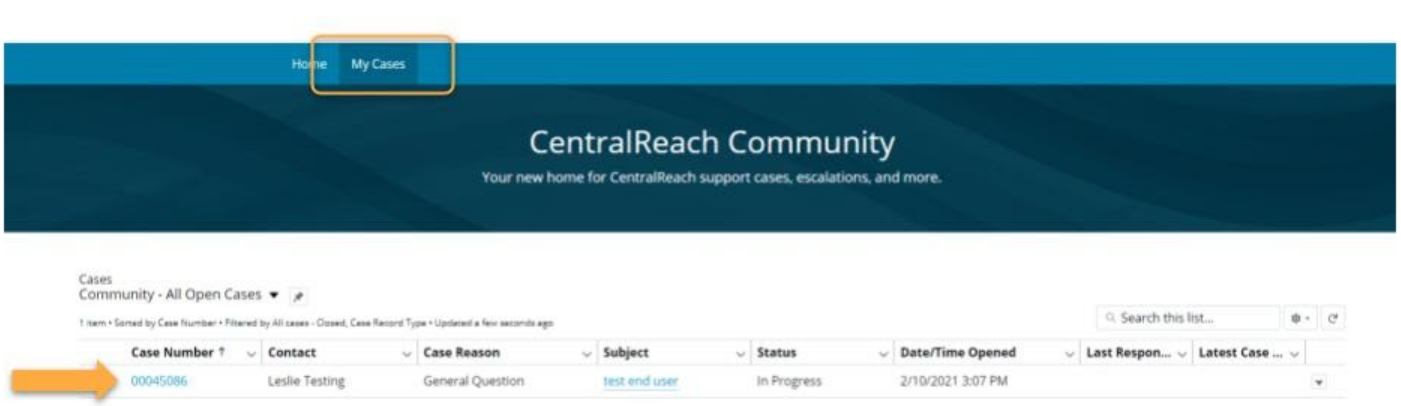 Home My Cases
CentralReach Community
Your new home for CentralReach support cases, escalations, and more.
Cases
Community - All Open Cases
1 item • Sorted by Case Number • Filtered by All cases - Closed, Case Record Type • Updated a few seconds ago
Search this list...
Case Number ↑ Contact Case Reason Subject Status Date/Time Opened Last Respon... Latest Case ...
00045086 Leslie Testing General Question test end user In Progress 2/10/2021 3:07 PM